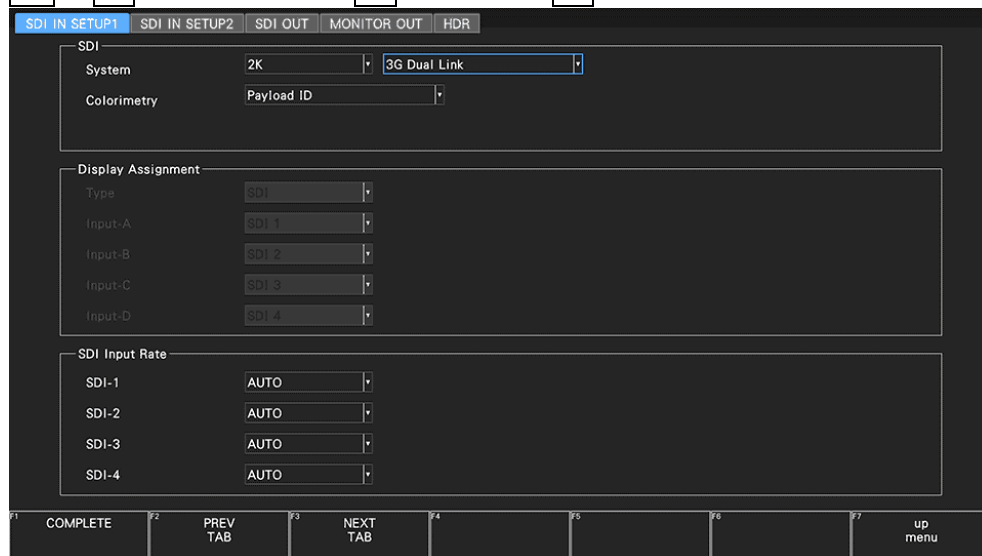 SDI IN SETUP1 SDI IN SETUP2 SDI OUT MONITOR OUT HDR
SDI
System 2K 3G Dual Link
Colorimetry Payload ID
Display Assignment
Type SDI
Input-A SDI 1
Input-B SDI 2
Input-C SDI 3
Input-D SDI 4
SDI Input Rate
SDI-1 AUTO
SDI-2 AUTO
SDI-3 AUTO
SDI-4 AUTO
F1 COMPLETE F2 PREV F3 NEXT F4 F5 F6 F7 up
TAB TAB menu